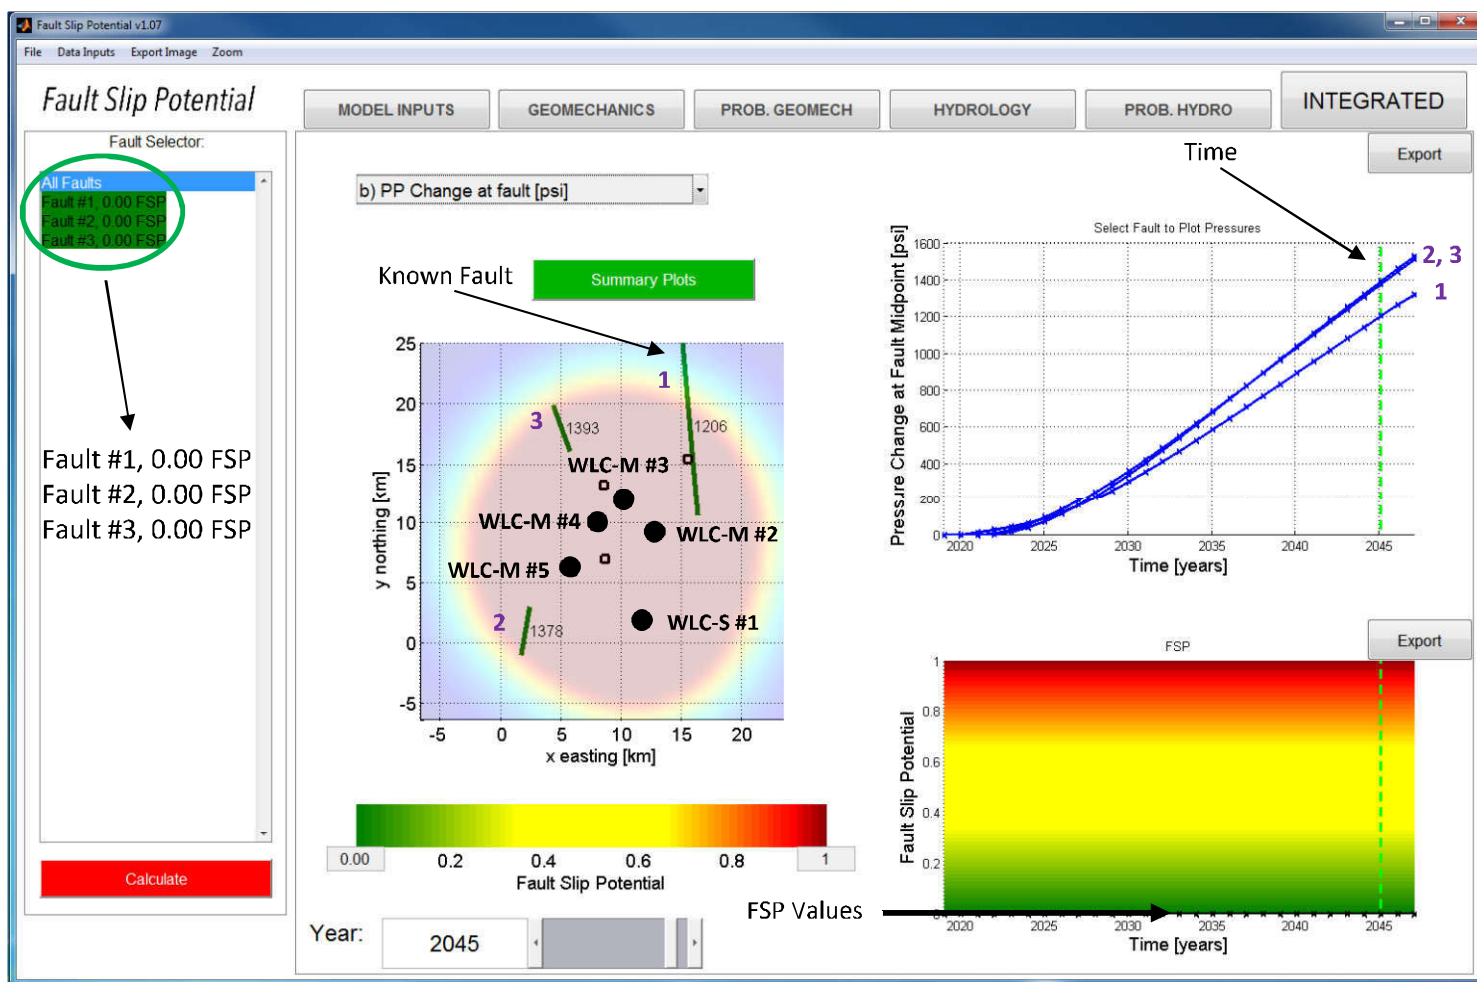 Fault Slip Potential v1.07
File Data Inputs Export Image Zoom
Fault Slip Potential
MODEL INPUTS
GEOMECHANICS
PROB. GEOMECH
HYDROLOGY
PROB. HYDRO
INTEGRATED
Fault Selector:
All Faults
Fault #1, 0.00 FSP
Fault #2, 0.00 FSP
Fault #3, 0.00 FSP
Fault #1, 0.00 FSP
Fault #2, 0.00 FSP
Fault #3, 0.00 FSP
Calculate
b) PP Change at fault [psi]
Known Fault
Summary Plots
25
20
15
10
5
0
-5
y northing [km]
1
3
1393
1206
WLC-M #3
WLC-M #4
WLC-M #2
WLC-M #5
2
1378
WLC-S #1
-5 0 5 10 15 20
x easting [km]
0.00 0.2 0.4 0.6 0.8 1
Fault Slip Potential
Year:
2045
Time
Export
Select Fault to Plot Pressures
Pressure Change at Fault Midpoint [psi]
1600
1400
1200
1000
800
600
400
200
0
2, 3
1
2020 2025 2030 2035 2040 2045
Time [years]
Export
FSP
Fault Slip Potential
1
0.8
0.6
0.4
0.2
0
FSP Values
2020 2025 2030 2035 2040 2045
Time [years]